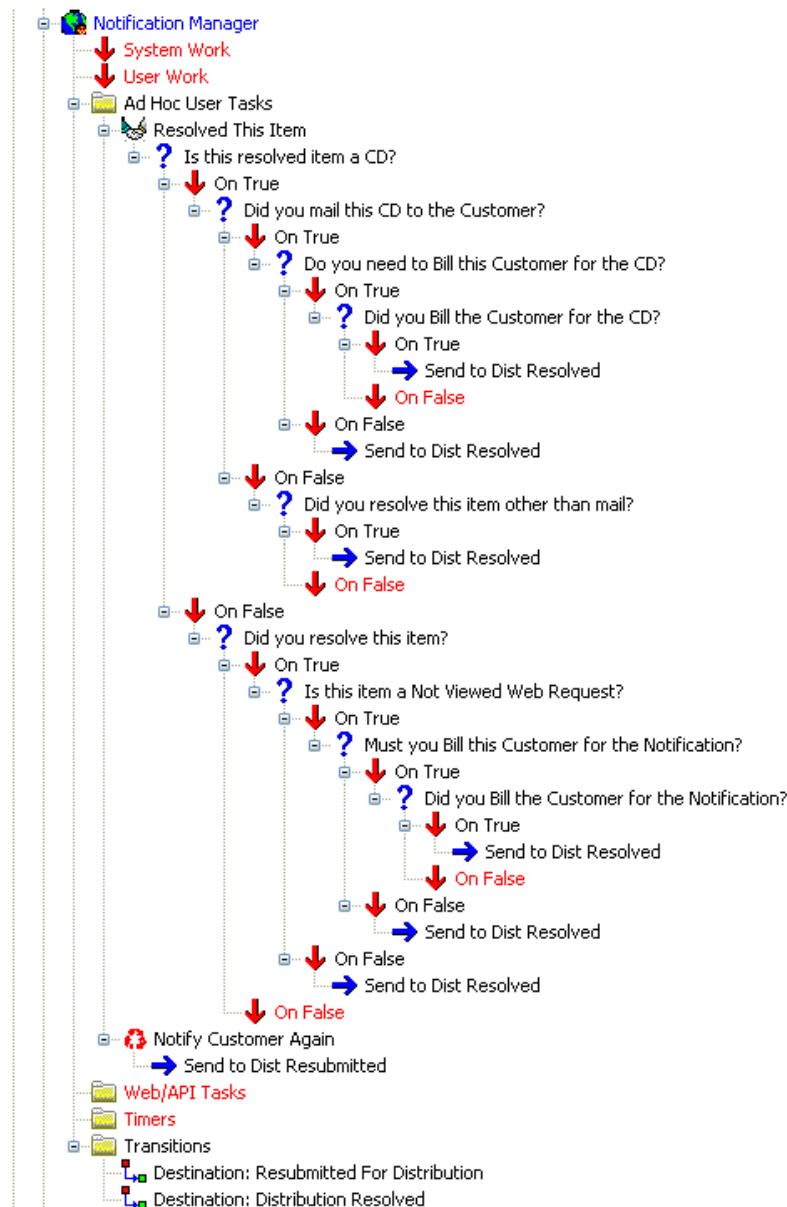 Notification Manager
System Work
User Work
Ad Hoc User Tasks
Resolved This Item
? Is this resolved item a CD?
On True
? Did you mail this CD to the Customer?
On True
? Do you need to Bill this Customer for the CD?
On True
? Did you Bill the Customer for the CD?
On True
Send to Dist Resolved
On False
On False
Send to Dist Resolved
On False
? Did you resolve this item other than mail?
On True
Send to Dist Resolved
On False
On False
? Did you resolve this item?
On True
? Is this item a Not Viewed Web Request?
On True
? Must you Bill this Customer for the Notification?
On True
? Did you Bill the Customer for the Notification?
On True
Send to Dist Resolved
On False
On False
Send to Dist Resolved
On False
Send to Dist Resolved
On False
Notify Customer Again
Send to Dist Resubmitted
Web/API Tasks
Timers
Transitions
Destination: Resubmitted For Distribution
Destination: Distribution Resolved